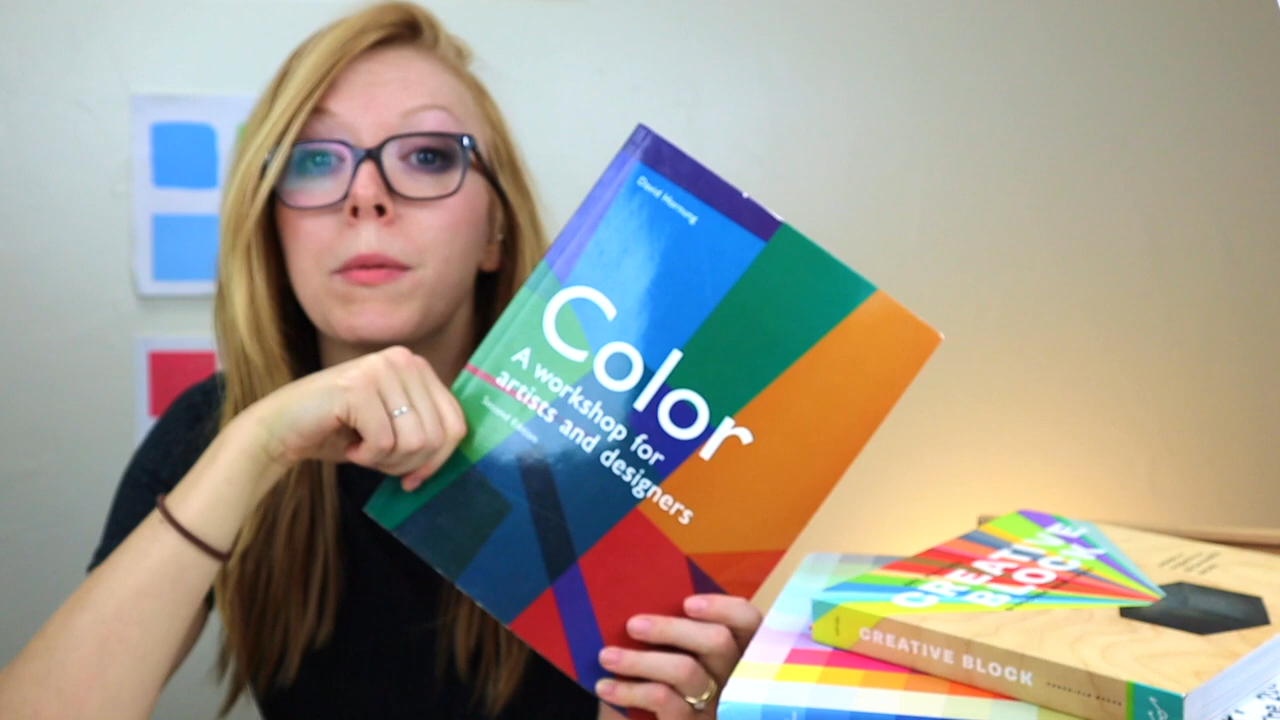 David Hornung
Color
A workshop for
artists and designers
Second Edition
CREATIVE
BLOCK
CREATIVE BLOCK